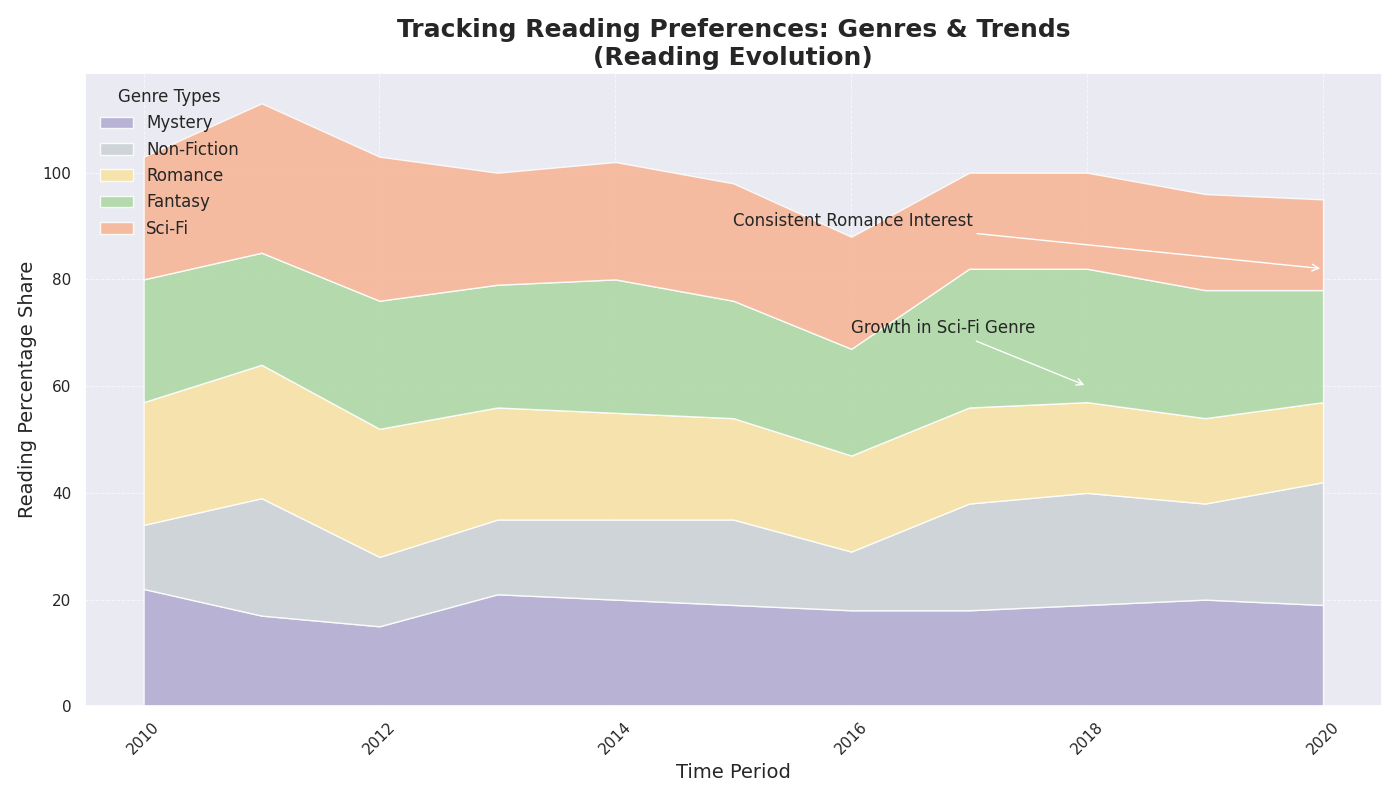 Tracking Reading Preferences: Genres & Trends
(Reading Evolution)
Genre Types
Mystery
Non-Fiction
Romance
Fantasy
Sci-Fi
Consistent Romance Interest
Growth in Sci-Fi Genre
Reading Percentage Share
100
80
60
40
20
0
2010
2012
2014
2016
2018
2020
Time Period